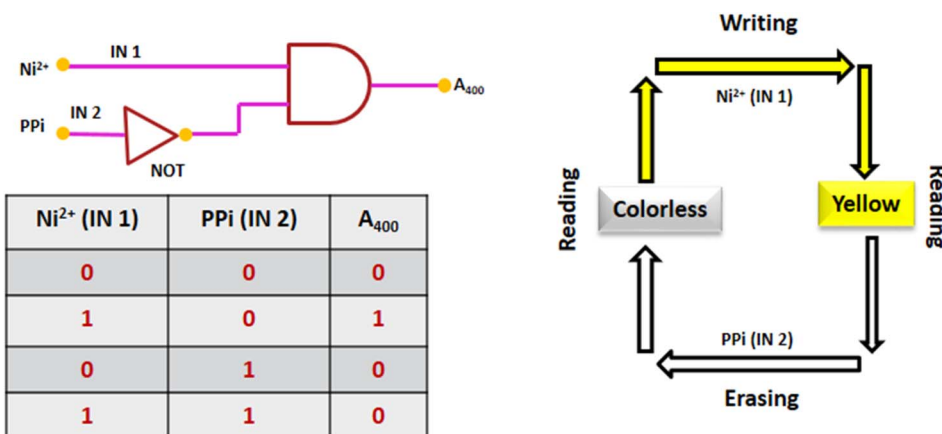 IN 1
Ni²⁺
A₄₀₀
IN 2
PPi
NOT
Ni²⁺ (IN 1) PPi (IN 2) A₄₀₀
0 0 0
1 0 1
0 1 0
1 1 0
Writing
Ni²⁺ (IN 1)
Reading
Colorless
Yellow
Reading
PPi (IN 2)
Erasing